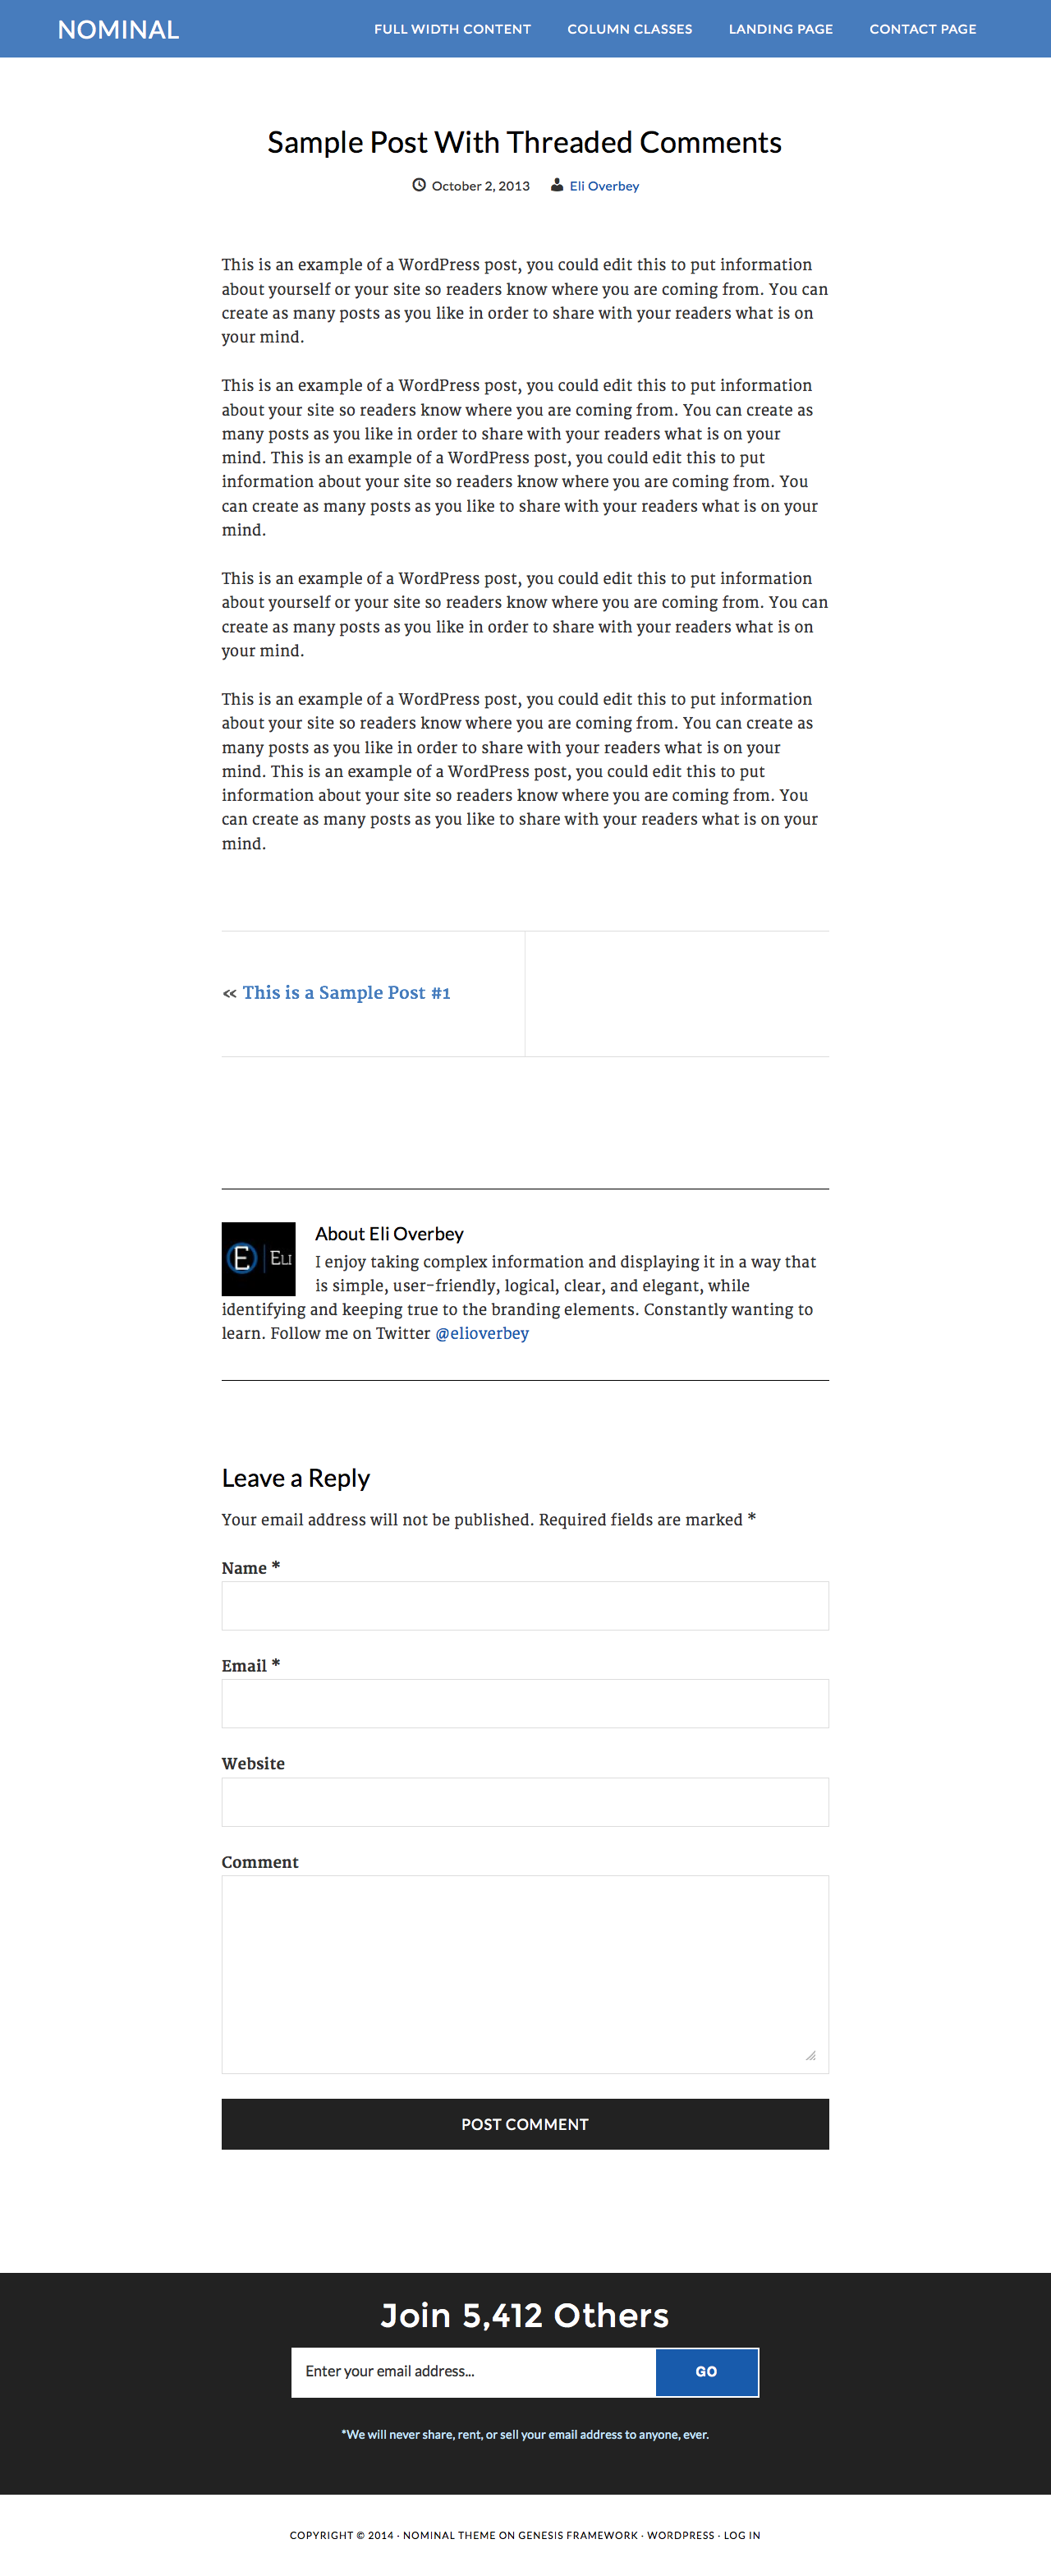 NOMINAL
FULL WIDTH CONTENT COLUMN CLASSES LANDING PAGE CONTACT PAGE
Sample Post With Threaded Comments
October 2, 2013 Eli Overbey
This is an example of a WordPress post, you could edit this to put information
about yourself or your site so readers know where you are coming from. You can
create as many posts as you like in order to share with your readers what is on
your mind.
This is an example of a WordPress post, you could edit this to put information
about your site so readers know where you are coming from. You can create as
many posts as you like in order to share with your readers what is on your
mind. This is an example of a WordPress post, you could edit this to put
information about your site so readers know where you are coming from. You
can create as many posts as you like to share with your readers what is on your
mind.
This is an example of a WordPress post, you could edit this to put information
about yourself or your site so readers know where you are coming from. You can
create as many posts as you like in order to share with your readers what is on
your mind.
This is an example of a WordPress post, you could edit this to put information
about your site so readers know where you are coming from. You can create as
many posts as you like in order to share with your readers what is on your
mind. This is an example of a WordPress post, you could edit this to put
information about your site so readers know where you are coming from. You
can create as many posts as you like to share with your readers what is on your
mind.
« This is a Sample Post #1
E ELI
About Eli Overbey
I enjoy taking complex information and displaying it in a way that
is simple, user-friendly, logical, clear, and elegant, while
identifying and keeping true to the branding elements. Constantly wanting to
learn. Follow me on Twitter @elioverbey
Leave a Reply
Your email address will not be published. Required fields are marked *
Name *
Email *
Website
Comment
POST COMMENT
Join 5,412 Others
Enter your email address... GO
*We will never share, rent, or sell your email address to anyone, ever.
COPYRIGHT © 2014 · NOMINAL THEME ON GENESIS FRAMEWORK · WORDPRESS · LOG IN